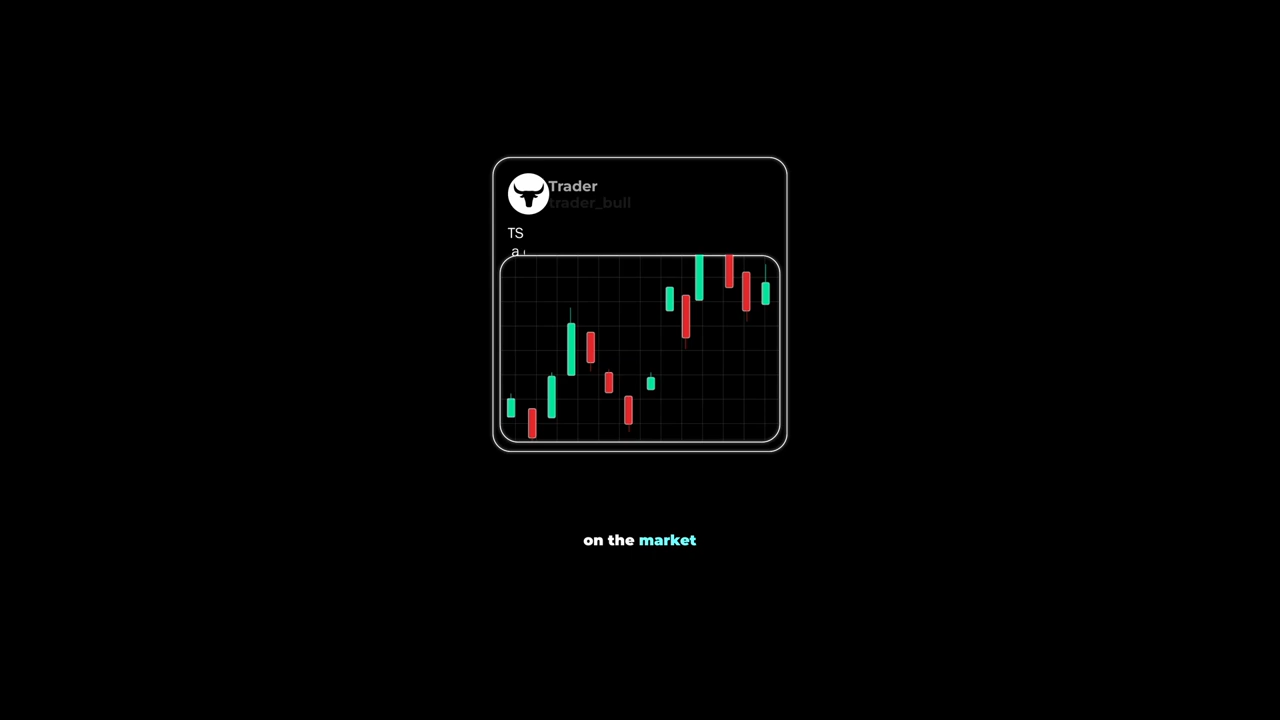 Trader
trader_bull
TS
a
on the market